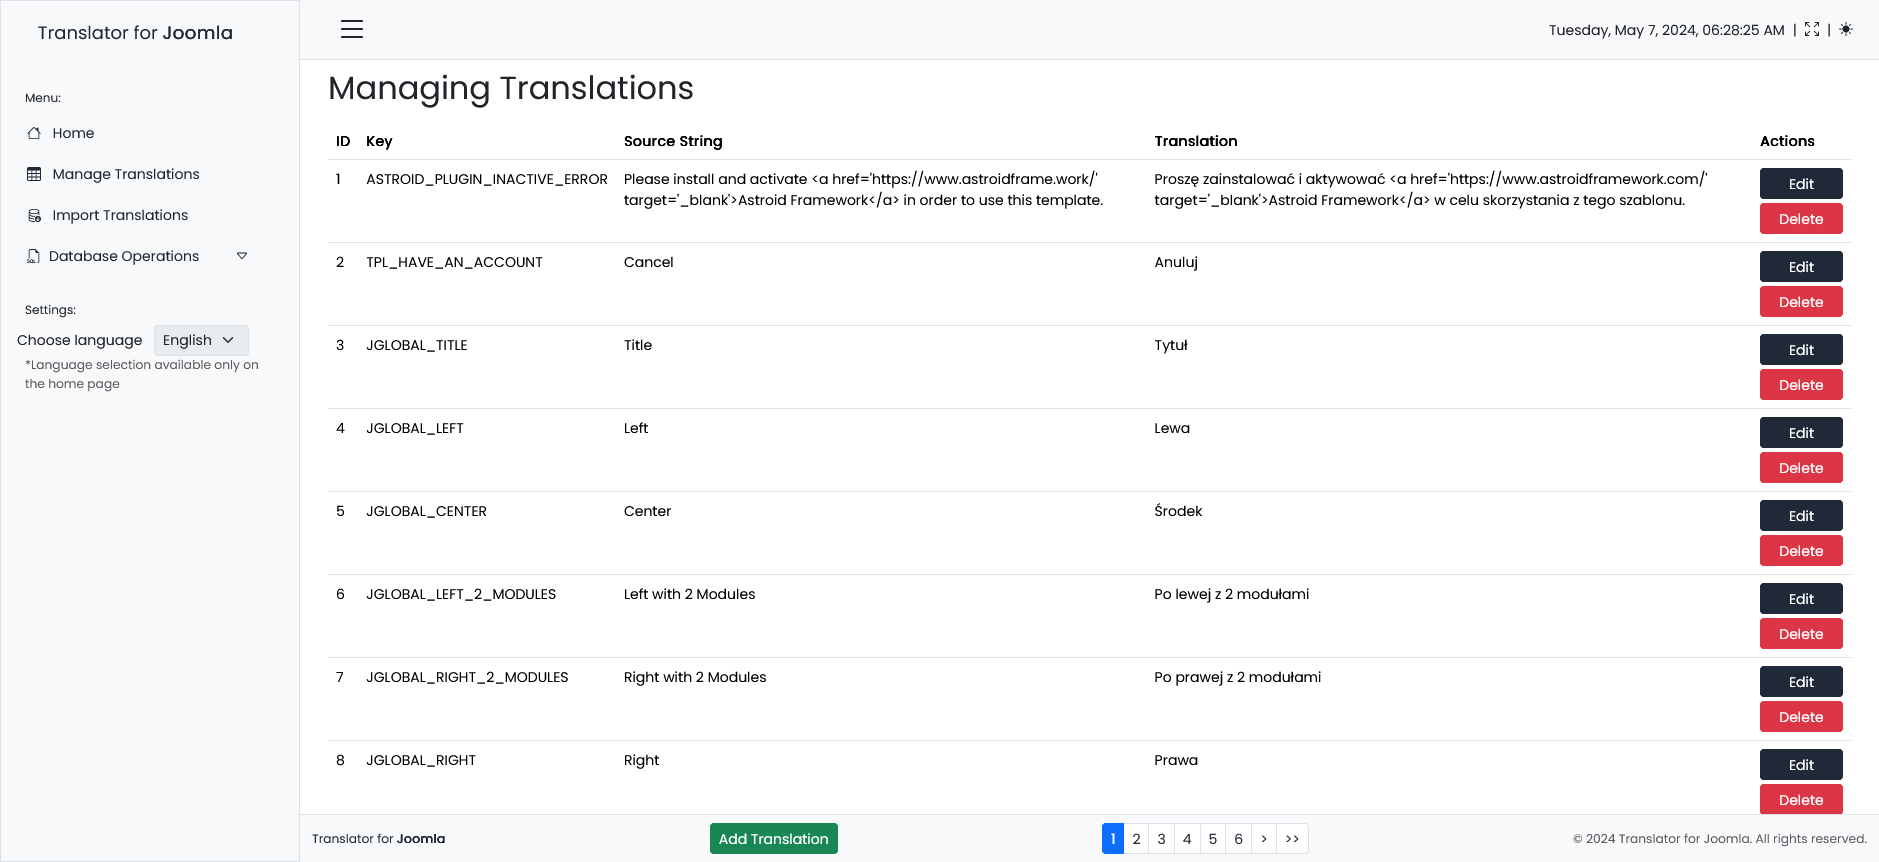 Translator for Joomla
Menu:
Home
Manage Translations
Import Translations
Database Operations
Settings:
Choose language English
*Language selection available only on
the home page
Tuesday, May 7, 2024, 06:28:25 AM | |
Managing Translations
ID Key Source String Translation Actions
1 ASTROID_PLUGIN_INACTIVE_ERROR Please install and activate <a href='https://www.astroidframe.work/' Proszę zainstalować i aktywować <a href='https://www.astroidframework.com/' Edit
target='_blank'>Astroid Framework</a> in order to use this template. target='_blank'>Astroid Framework</a> w celu skorzystania z tego szablonu.
Delete
2 TPL_HAVE_AN_ACCOUNT Cancel Anuluj Edit
Delete
3 JGLOBAL_TITLE Title Tytuł Edit
Delete
4 JGLOBAL_LEFT Left Lewa Edit
Delete
5 JGLOBAL_CENTER Center Środek Edit
Delete
6 JGLOBAL_LEFT_2_MODULES Left with 2 Modules Po lewej z 2 modułami Edit
Delete
7 JGLOBAL_RIGHT_2_MODULES Right with 2 Modules Po prawej z 2 modułami Edit
Delete
8 JGLOBAL_RIGHT Right Prawa Edit
Delete
Translator for Joomla Add Translation 1 2 3 4 5 6 > >> © 2024 Translator for Joomla. All rights reserved.